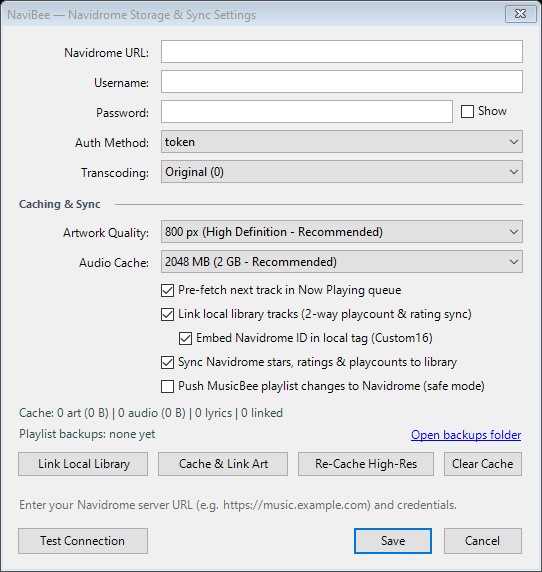 NaviBee — Navidrome Storage & Sync Settings
Navidrome URL:
Username:
Password: Show
Auth Method: token
Transcoding: Original (0)
Caching & Sync
Artwork Quality: 800 px (High Definition - Recommended)
Audio Cache: 2048 MB (2 GB - Recommended)
Pre-fetch next track in Now Playing queue
Link local library tracks (2-way playcount & rating sync)
Embed Navidrome ID in local tag (Custom16)
Sync Navidrome stars, ratings & playcounts to library
Push MusicBee playlist changes to Navidrome (safe mode)
Cache: 0 art (0 B) | 0 audio (0 B) | 0 lyrics | 0 linked
Playlist backups: none yet Open backups folder
Link Local Library Cache & Link Art Re-Cache High-Res Clear Cache
Enter your Navidrome server URL (e.g. https://music.example.com) and credentials.
Test Connection Save Cancel